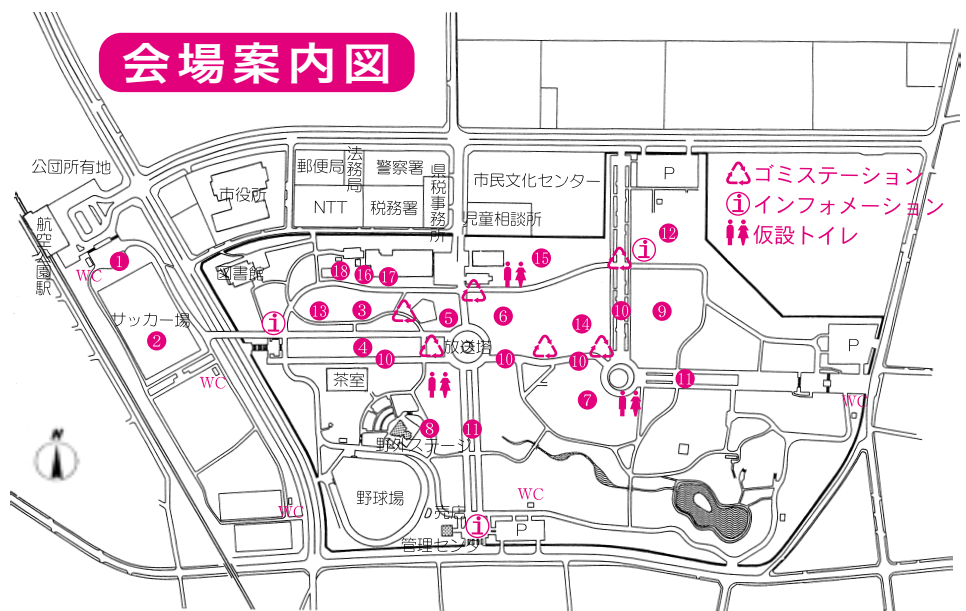 会場案内図
公団所有地
航空公園駅
市役所
郵便局
法務局
警察署
県税事務所
NTT
税務署
市民文化センター
児童相談所
P
ゴミステーション
インフォメーション
仮設トイレ
1
WC
図書館
18
16
17
15
12
サッカー場
2
13
3
5
6
14
10
9
4
10
放送塔
10
10
P
茶室
WC
11
7
WC
8
11
野外ステージ
野球場
WC
売店
WC
管理センター
P
N